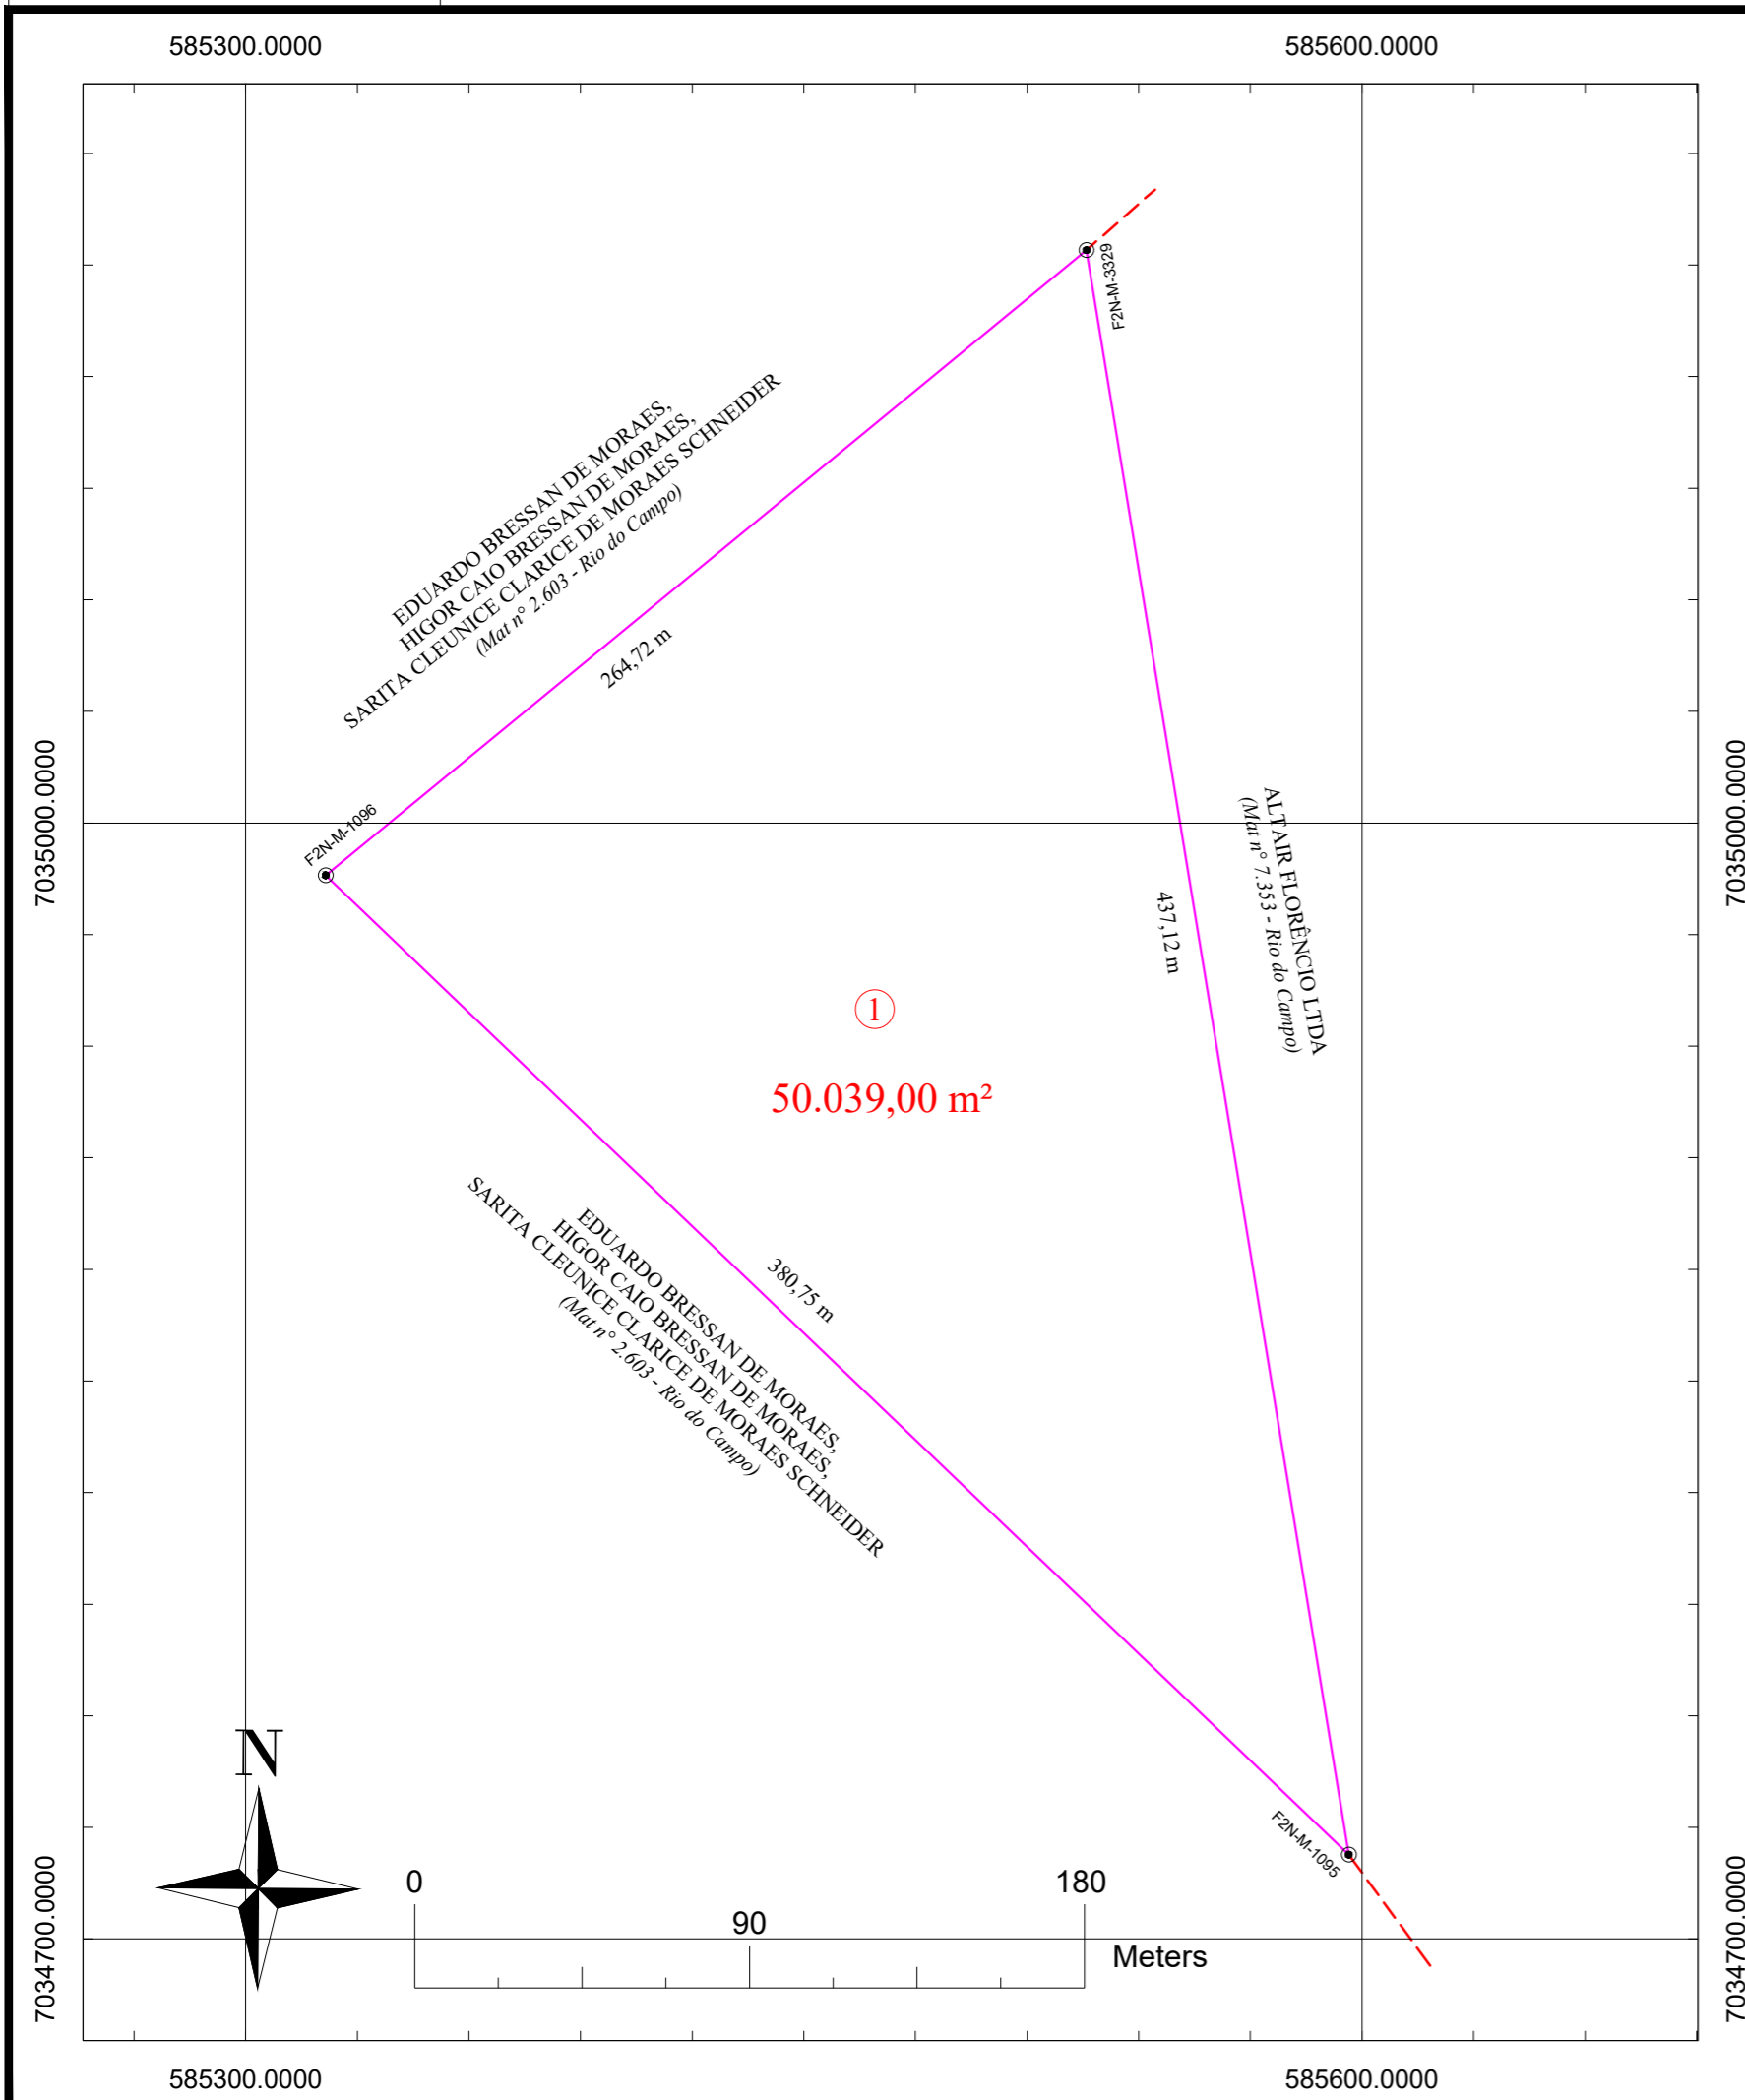 585300.0000
585600.0000
F2N-M-3329
EDUARDO BRESSAN DE MORAES,
HIGOR CAIO BRESSAN DE MORAES,
SARITA CLEUNICE CLARICE DE MORAES SCHNEIDER
(Mat n° 2.603 - Rio do Campo)
264,72 m
7035000.0000
7035000.0000
F2N-M-1096
ALTAIR FLORÊNCIO LTDA
(Mat n° 7.353 - Rio do Campo)
437,12 m
1
50.039,00 m²
380,75 m
EDUARDO BRESSAN DE MORAES,
HIGOR CAIO BRESSAN DE MORAES,
SARITA CLEUNICE CLARICE DE MORAES SCHNEIDER
(Mat n° 2.603 - Rio do Campo)
N
F2N-M-1095
0
90
180
Meters
7034700.0000
7034700.0000
585300.0000
585600.0000